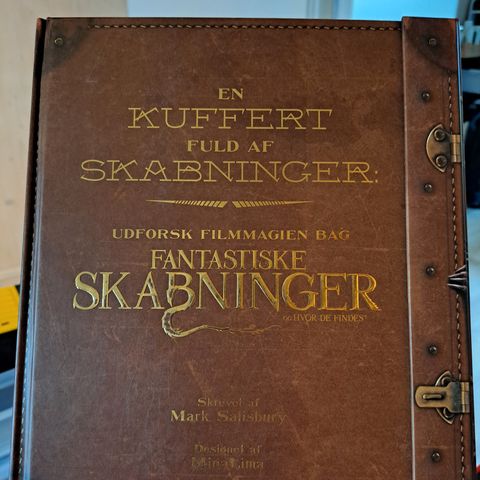 EN
KUFFERT
FULD AF
SKABNINGER:
UDFORSK FILMMAGIEN BAG
FANTASTISKE
SKABNINGER
OG HVOR DE FINDES
Skrevet af
Mark Salisbury
Designet af
MinaLima